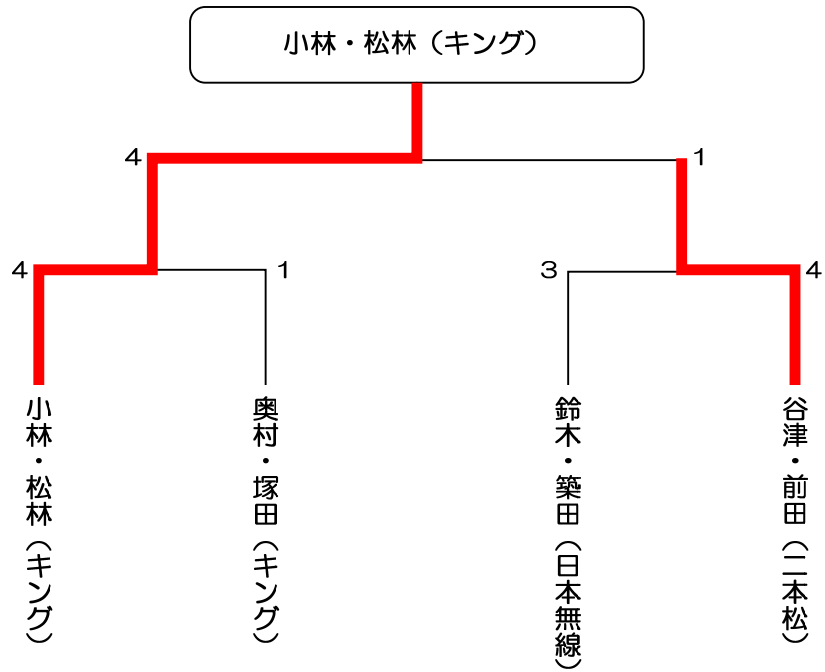 小林・松林（キング）
４
１
４
１
３
４
小林・松林（キング）
奥村・塚田（キング）
鈴木・築田（日本無線）
谷津・前田（二本松）